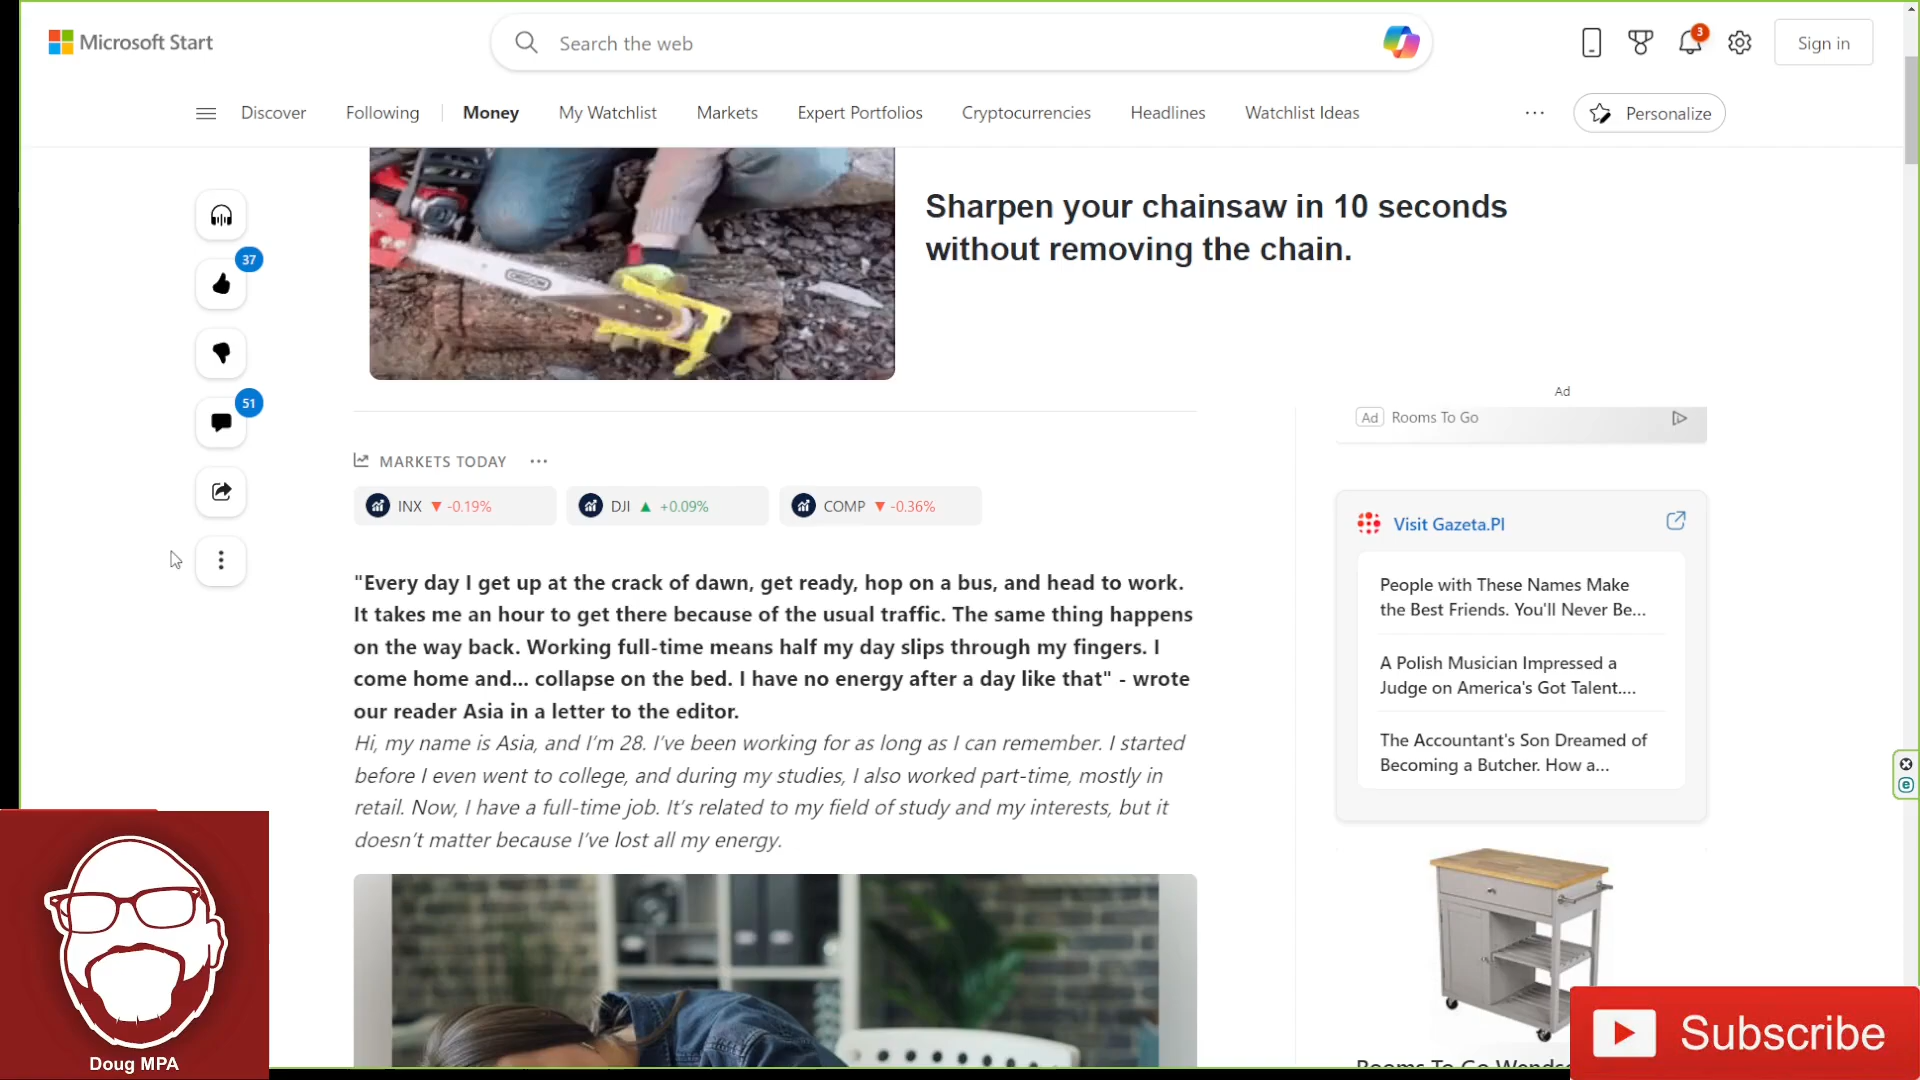 Microsoft Start
Search the web
3
Sign in
Discover
Following
Money
My Watchlist
Markets
Expert Portfolios
Cryptocurrencies
Headlines
Watchlist Ideas
Personalize
37
51
OREGON
Sharpen your chainsaw in 10 seconds
without removing the chain.
Ad
Ad Rooms To Go
MARKETS TODAY
INX -0.19%
DJI +0.09%
COMP -0.36%
"Every day I get up at the crack of dawn, get ready, hop on a bus, and head to work.
It takes me an hour to get there because of the usual traffic. The same thing happens
on the way back. Working full-time means half my day slips through my fingers. I
come home and... collapse on the bed. I have no energy after a day like that" - wrote
our reader Asia in a letter to the editor.
Hi, my name is Asia, and I'm 28. I've been working for as long as I can remember. I started
before I even went to college, and during my studies, I also worked part-time, mostly in
retail. Now, I have a full-time job. It's related to my field of study and my interests, but it
doesn't matter because I've lost all my energy.
Visit Gazeta.Pl
People with These Names Make
the Best Friends. You'll Never Be...
A Polish Musician Impressed a
Judge on America's Got Talent....
The Accountant's Son Dreamed of
Becoming a Butcher. How a...
Rooms To Go
Doug MPA
Subscribe